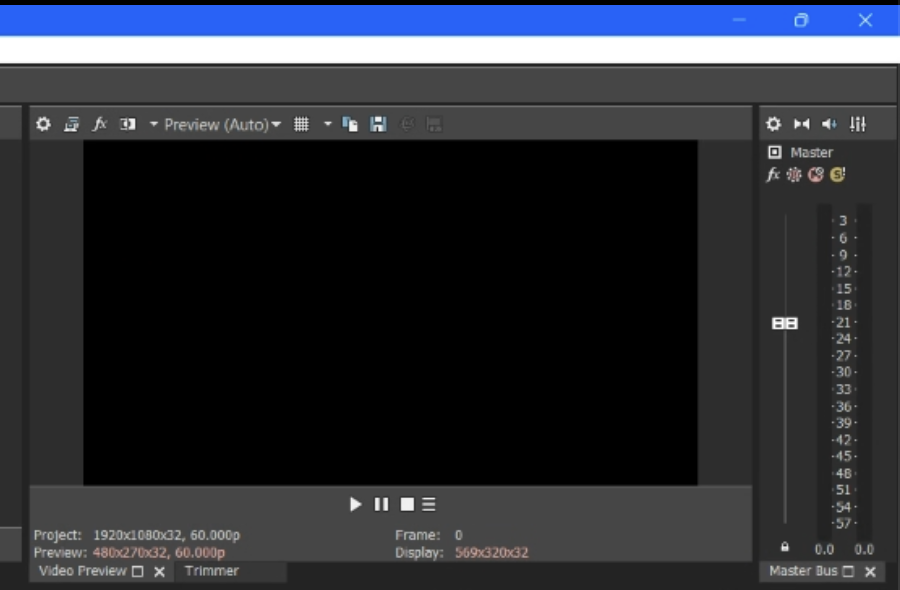 fx Preview (Auto)
Master
fx
3
6
9
12
15
18
21
24
27
30
33
36
39
42
45
48
51
54
57
Project: 1920x1080x32, 60.000p Frame: 0
Preview: 480x270x32, 60.000p Display: 569x320x32
0.0 0.0
Video Preview Trimmer
Master Bus